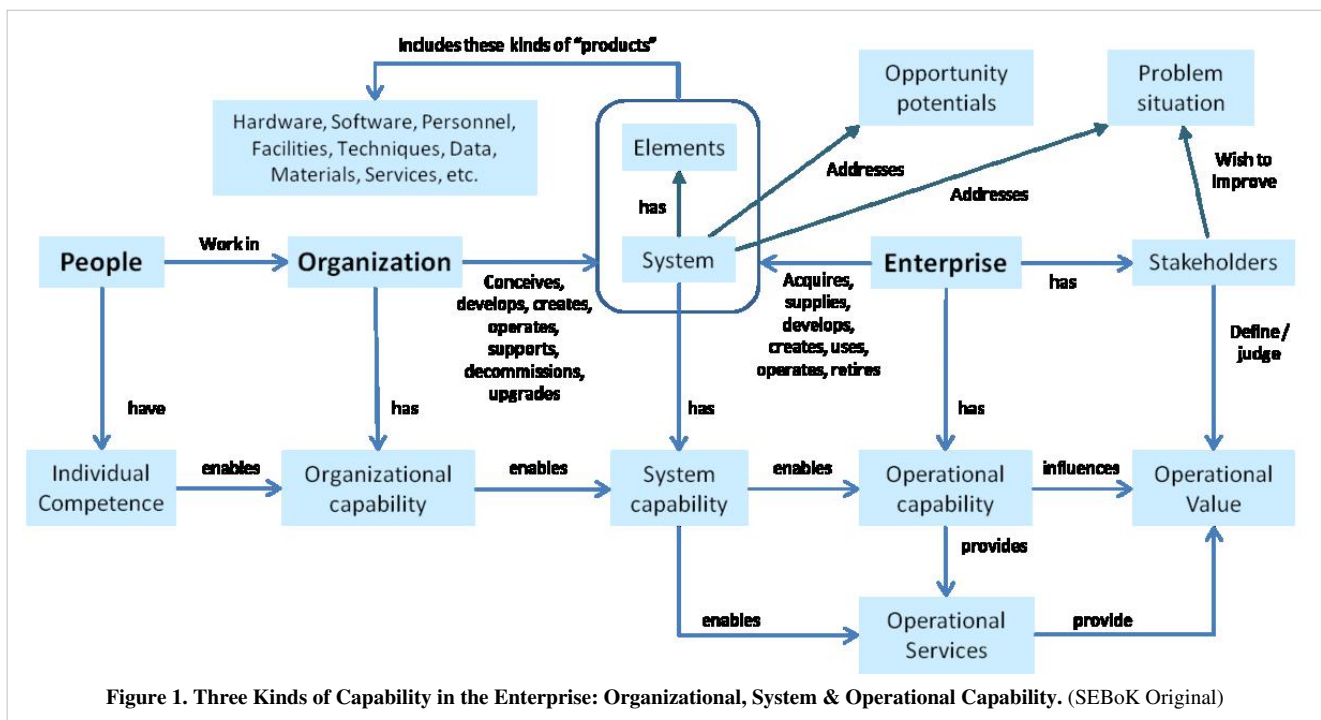 Includes these kinds of “products”
Hardware, Software, Personnel,
Facilities, Techniques, Data,
Materials, Services, etc.
Elements
has
System
Opportunity
potentials
Problem
situation
Addresses
Addresses
Wish to
Improve
People
Work in
Organization
Conceives,
develops, creates,
operates,
supports,
decommissions,
upgrades
Acquires,
supplies,
develops,
creates, uses,
operates, retires
Enterprise
has
Stakeholders
Define /
judge
have
has
has
has
Individual
Competence
enables
Organizational
capability
enables
System
capability
enables
Operational
capability
influences
Operational
Value
provides
enables
Operational
Services
provide
Figure 1. Three Kinds of Capability in the Enterprise: Organizational, System & Operational Capability. (SEBoK Original)